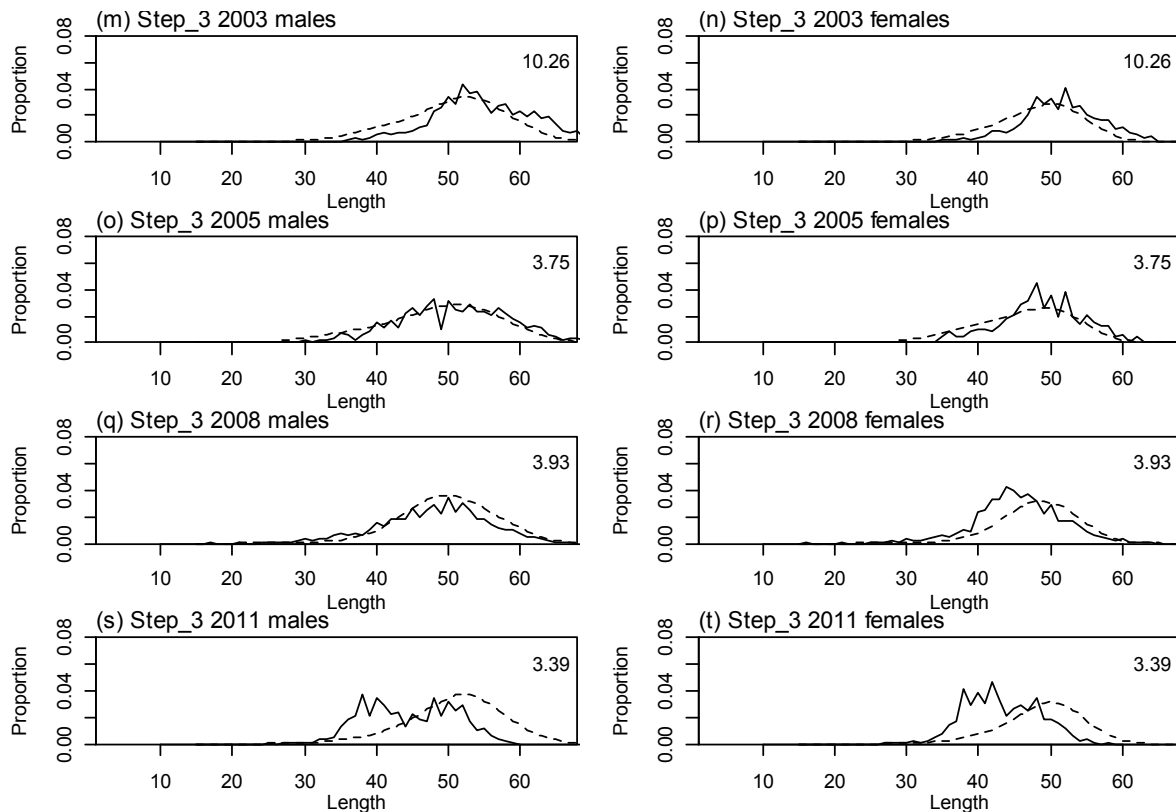 (m) Step_3 2003 males
Proportion
0.00 0.04 0.08
10.26
10 20 30 40 50 60
Length
(n) Step_3 2003 females
Proportion
0.00 0.04 0.08
10.26
10 20 30 40 50 60
Length
(o) Step_3 2005 males
Proportion
0.00 0.04 0.08
3.75
10 20 30 40 50 60
Length
(p) Step_3 2005 females
Proportion
0.00 0.04 0.08
3.75
10 20 30 40 50 60
Length
(q) Step_3 2008 males
Proportion
0.00 0.04 0.08
3.93
10 20 30 40 50 60
Length
(r) Step_3 2008 females
Proportion
0.00 0.04 0.08
3.93
10 20 30 40 50 60
Length
(s) Step_3 2011 males
Proportion
0.00 0.04 0.08
3.39
10 20 30 40 50 60
Length
(t) Step_3 2011 females
Proportion
0.00 0.04 0.08
3.39
10 20 30 40 50 60
Length